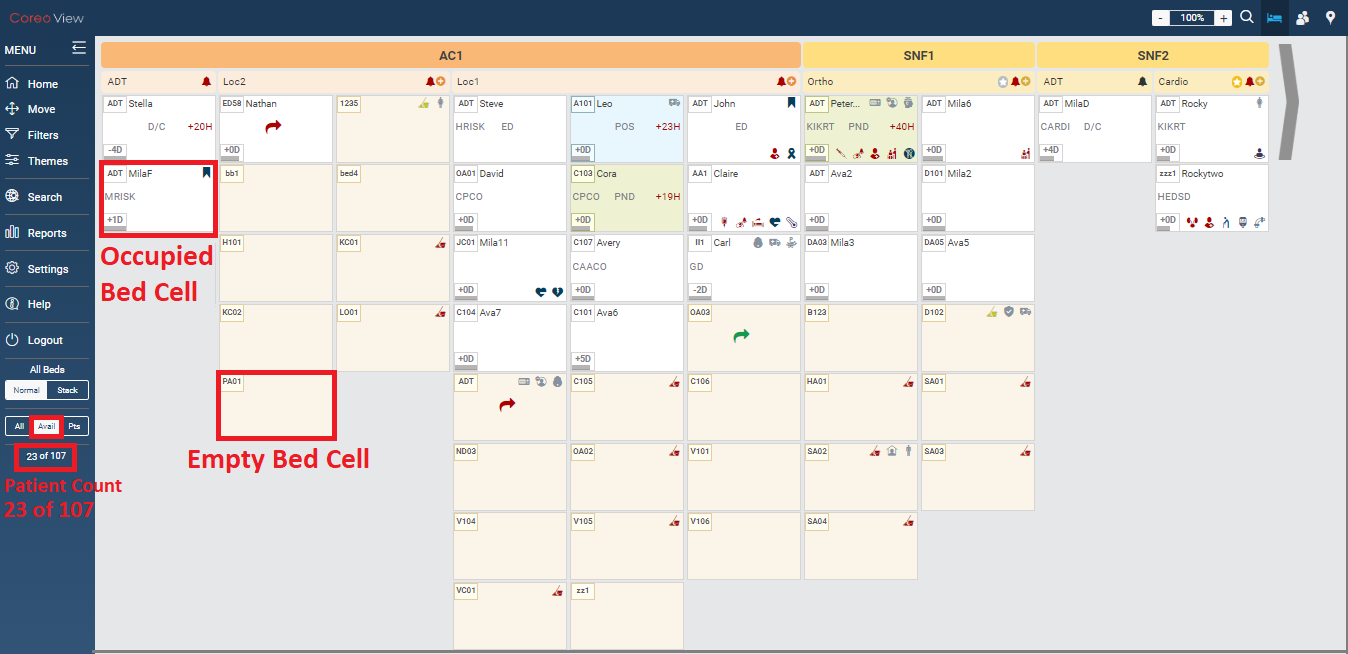 Coreo View
- 100% +
MENU
Home
Move
Filters
Themes
Search
Reports
Settings
Help
Logout
All Beds
Normal Stack
All Avail Pts
23 of 107
Patient Count
23 of 107
AC1 SNF1 SNF2
ADT Loc2 Loc1 Ortho ADT Cardio
ADT Stella
D/C +20H
-4D
ED58 Nathan
+0D
1235
ADT Steve
HRISK ED
A101 Leo
POS +23H
+0D
ADT John
ED
ADT Peter...
KIKRT PND +40H
+0D
ADT Mila6
+0D
ADT MilaD
CARDI D/C
+4D
ADT Rocky
KIKRT
+0D
ADT MilaF
MRISK
+1D
bb1
bed4
OA01 David
CPCO
+0D
C103 Cora
CPCO PND +19H
+0D
AA1 Claire
+0D
ADT Ava2
+0D
D101 Mila2
+0D
zzz1 Rockytwo
HEDSD
+0D
Occupied
Bed Cell
H101
KC01
JC01 Mila11
+0D
C107 Avery
CAACO
+0D
II1 Carl
GD
-2D
DA03 Mila3
+0D
DA05 Ava5
+0D
KC02
LO01
C104 Ava7
+0D
C101 Ava6
+5D
OA03
B123
D102
PA01
ADT
C105
C106
HA01
SA01
Empty Bed Cell
ND03
OA02
V101
SA02
SA03
V104
V105
V106
SA04
VC01
zz1